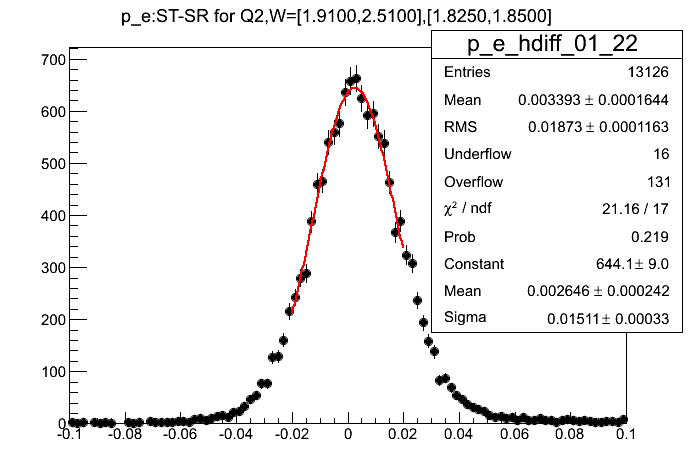 p_e:ST-SR for Q2,W=[1.9100,2.5100],[1.8250,1.8500]
p_e_hdiff_01_22
Entries 13126
Mean 0.003393 ± 0.0001644
RMS 0.01873 ± 0.0001163
Underflow 16
Overflow 131
χ² / ndf 21.16 / 17
Prob 0.219
Constant 644.1 ± 9.0
Mean 0.002646 ± 0.000242
Sigma 0.01511 ± 0.00033
700
600
500
400
300
200
100
0
-0.1 -0.08 -0.06 -0.04 -0.02 0 0.02 0.04 0.06 0.08 0.1